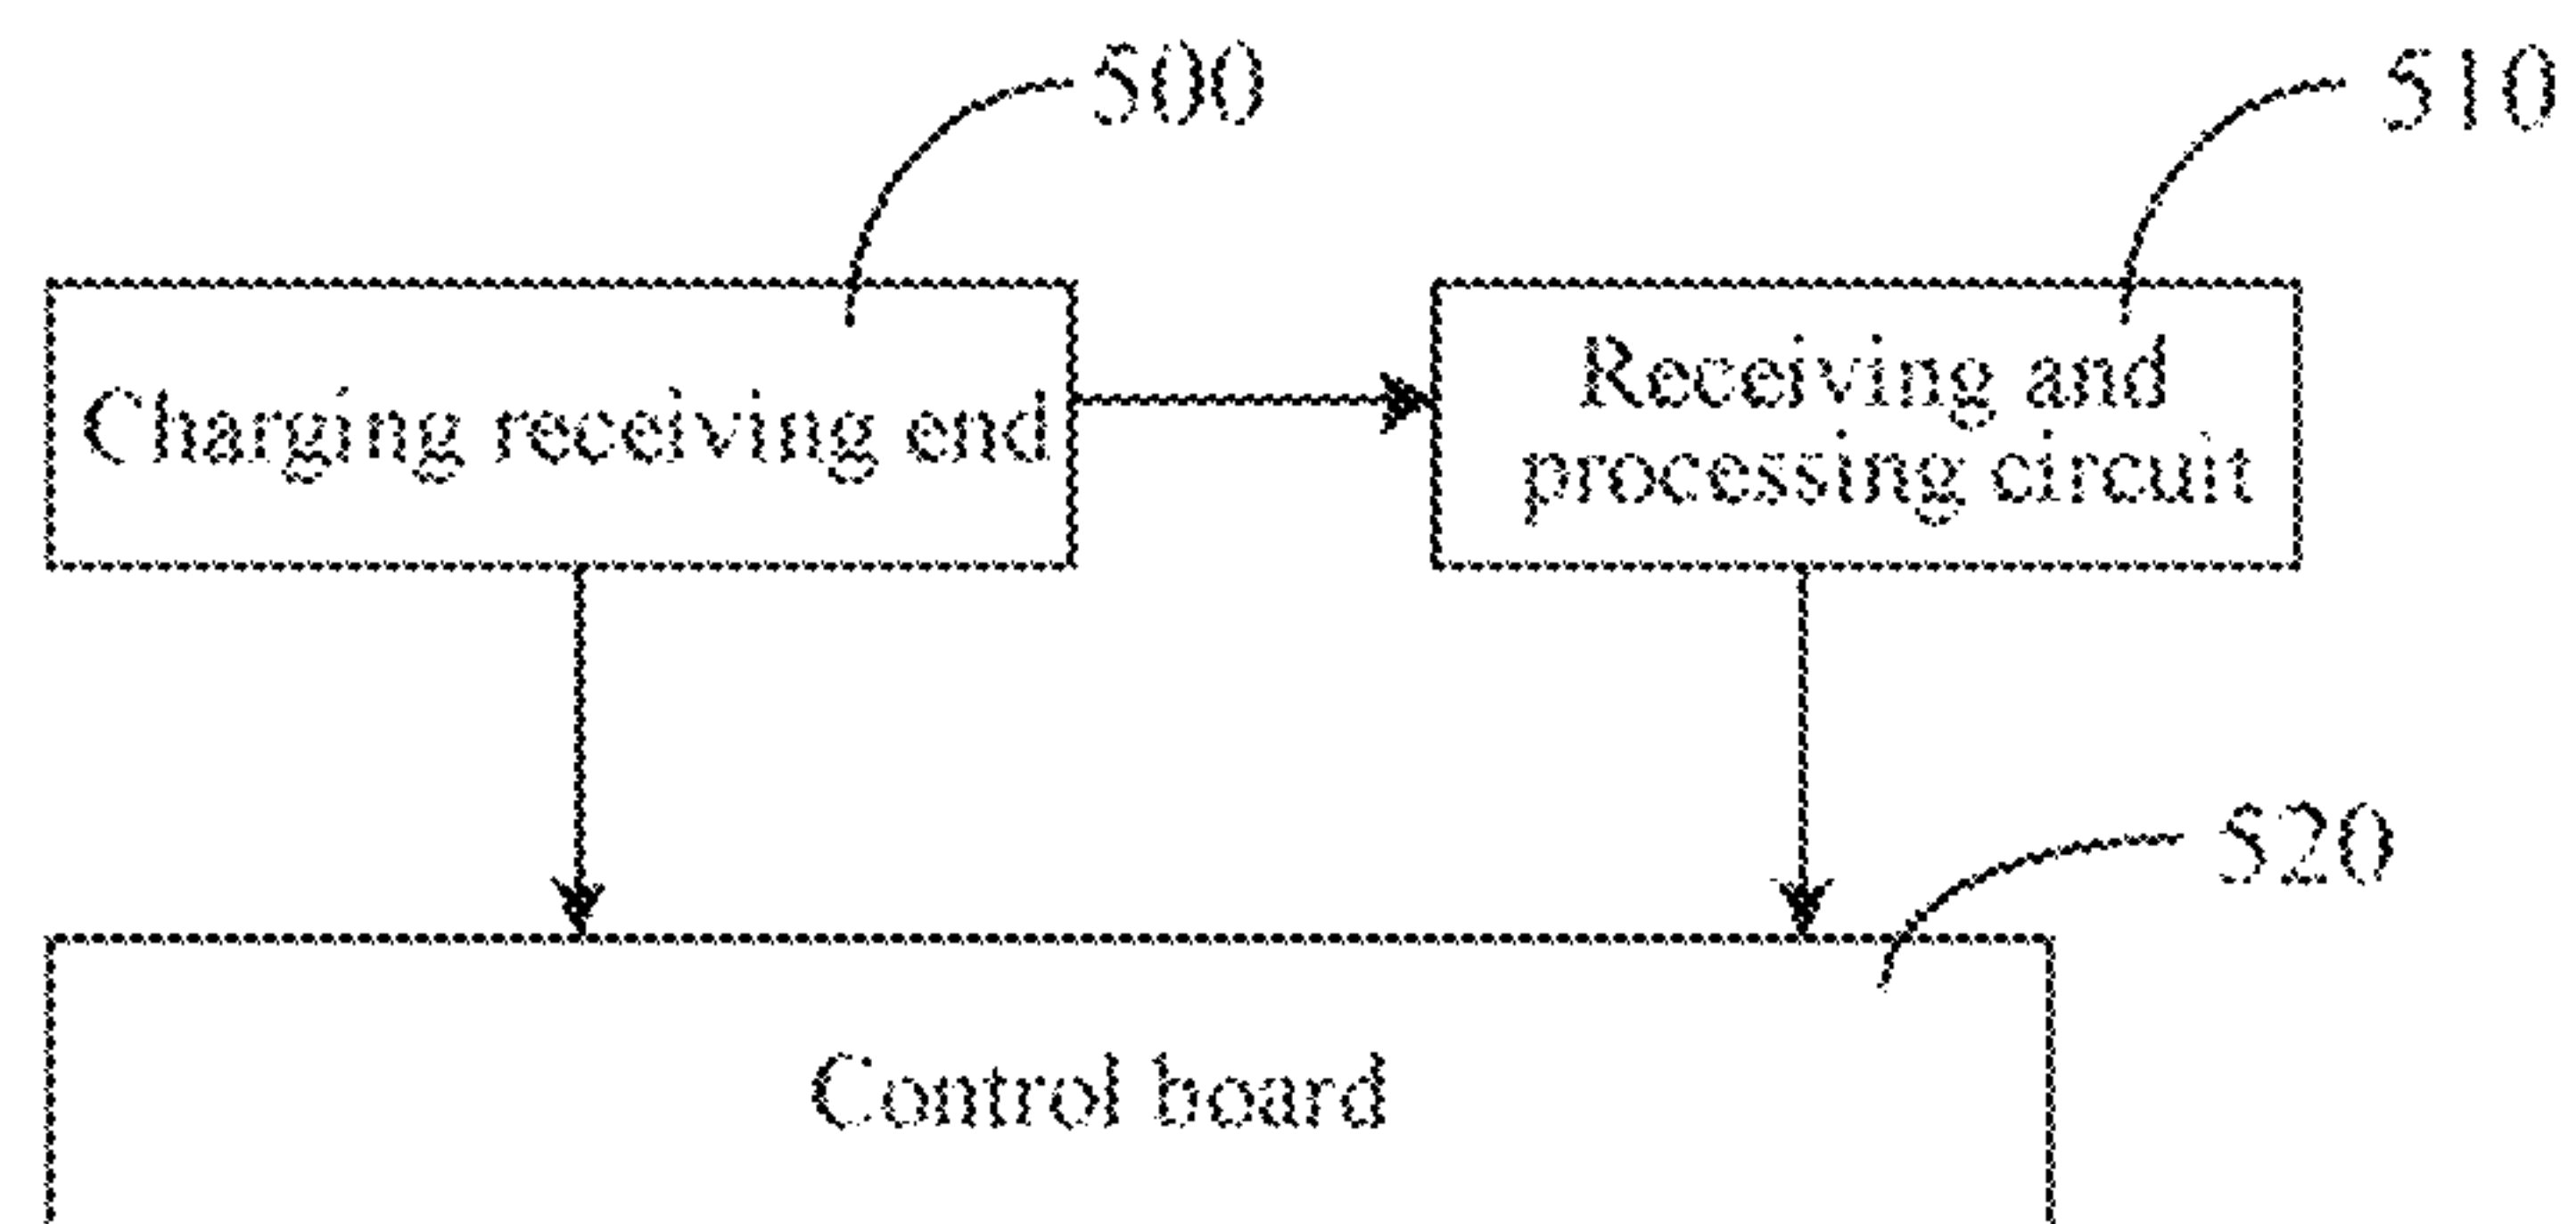 500
510
Charging receiving end
Receiving and
processing circuit
520
Control board